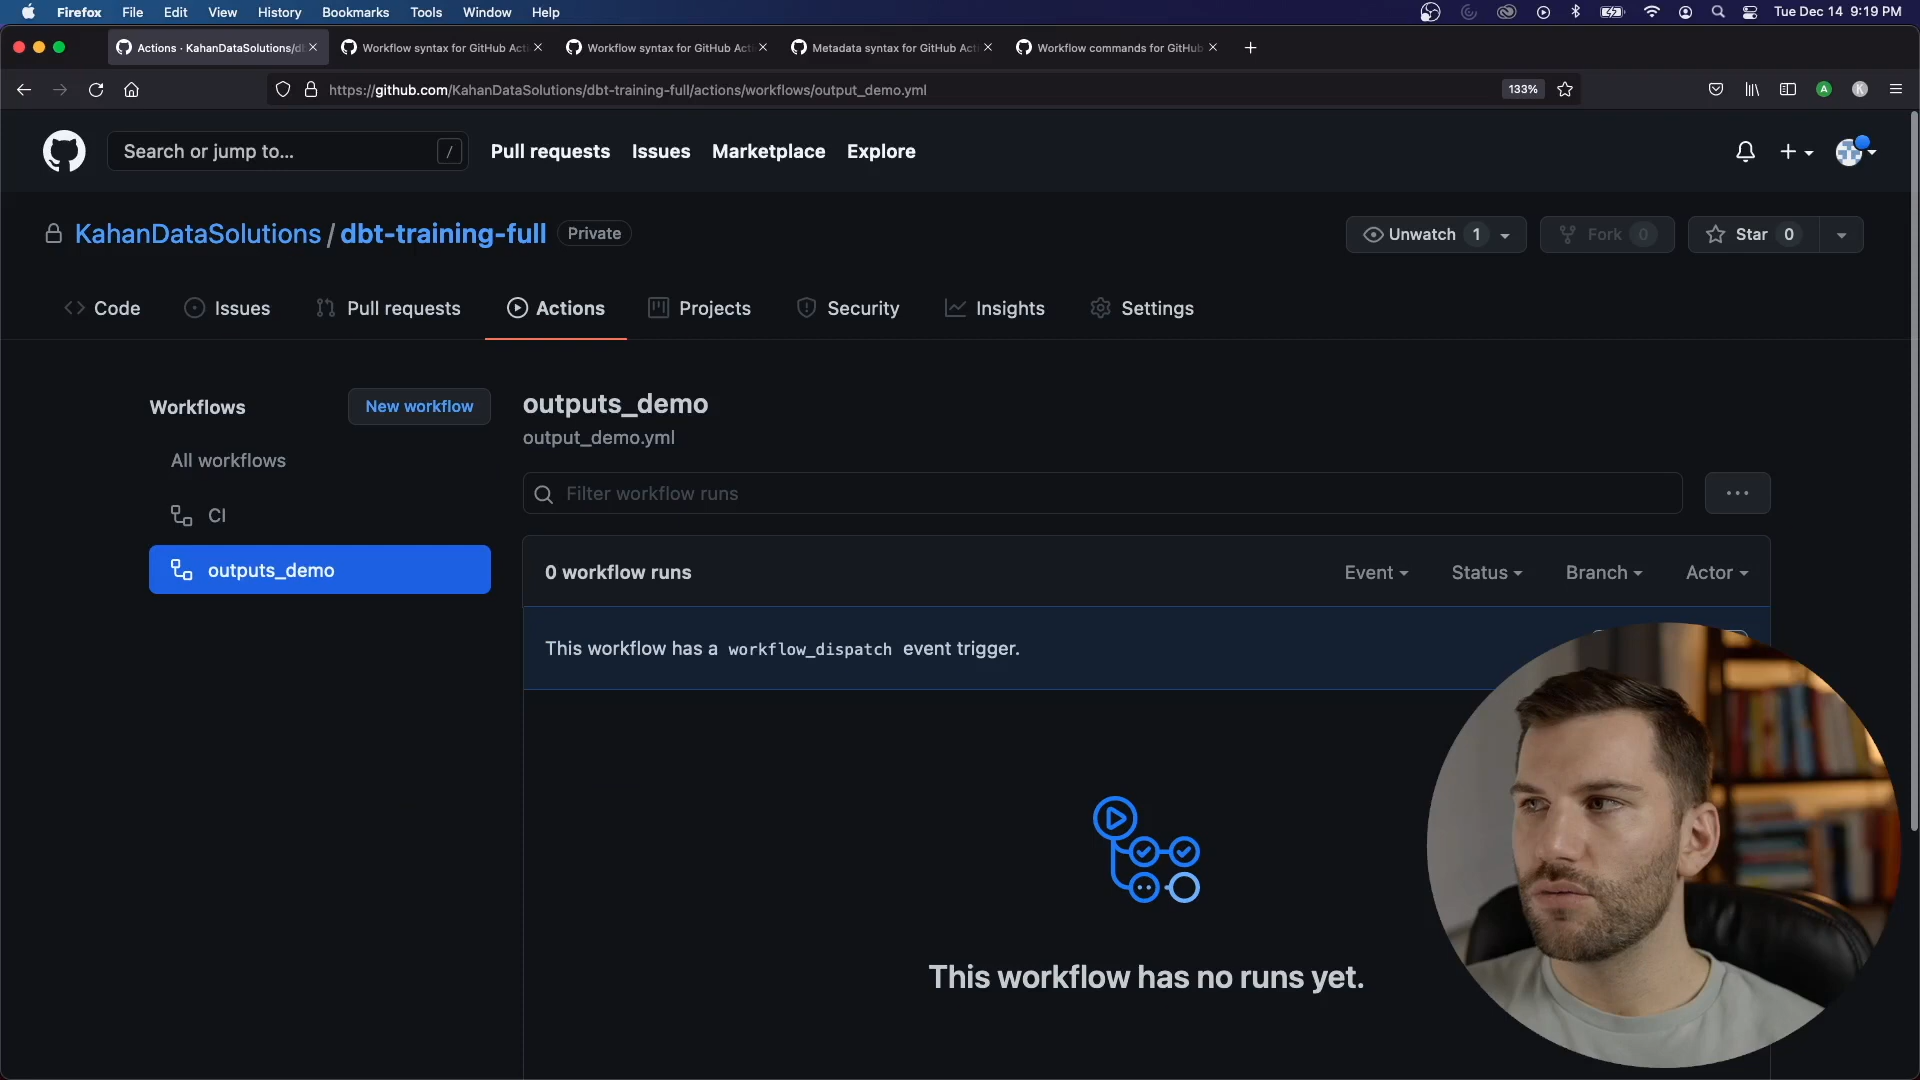 Firefox File Edit View History Bookmarks Tools Window Help Tue Dec 14 9:19 PM
Actions · KahanDataSolutions/d Workflow syntax for GitHub Act Workflow syntax for GitHub Act Metadata syntax for GitHub Act Workflow commands for GitHub
https://github.com/KahanDataSolutions/dbt-training-full/actions/workflows/output_demo.yml 133% A K
Search or jump to... / Pull requests Issues Marketplace Explore
KahanDataSolutions / dbt-training-full Private Unwatch 1 Fork 0 Star 0
Code Issues Pull requests Actions Projects Security Insights Settings
Workflows New workflow
All workflows
CI
outputs_demo
outputs_demo
output_demo.yml
Filter workflow runs
0 workflow runs Event Status Branch Actor
This workflow has a workflow_dispatch event trigger.
This workflow has no runs yet.